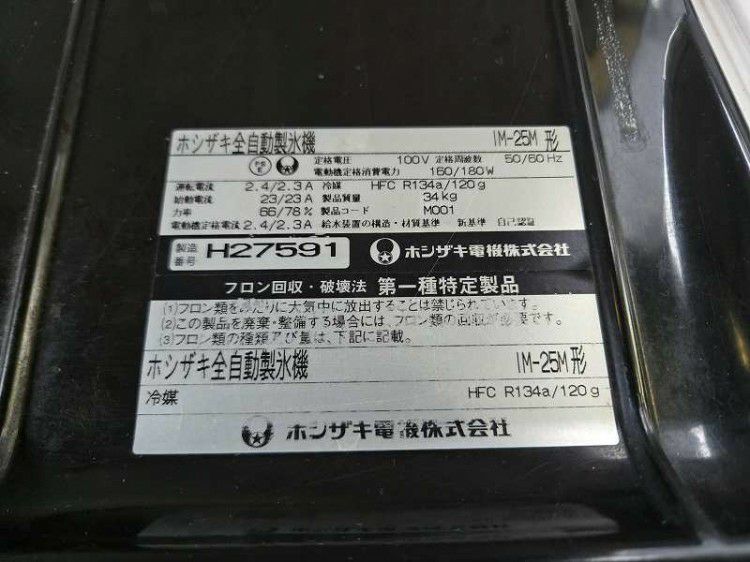 ホシザキ全自動製氷機 IM-25M 形
定格電圧 100V 定格周波数 50/60Hz
電動機定格消費電力 160/180W
運転電流 2.4/2.3A 冷媒 HFC R134a/120g
始動電流 23/23A 製品質量 34kg
力率 66/78% 製品コード M001
電動機定格電流 2.4/2.3A 給水装置の構造・材質基準 新基準 自己認証
製造番号 H27591 ホシザキ電機株式会社
フロン回収・破壊法 第一種特定製品
(1)フロン類をみだりに大気中に放出することは禁じられています。
(2)この製品を廃棄・整備する場合には、フロン類の回収が必要です。
(3)フロン類の種類及び量は、下記に記載。
ホシザキ全自動製氷機 IM-25M 形
冷媒 HFC R134a/120g
ホシザキ電機株式会社